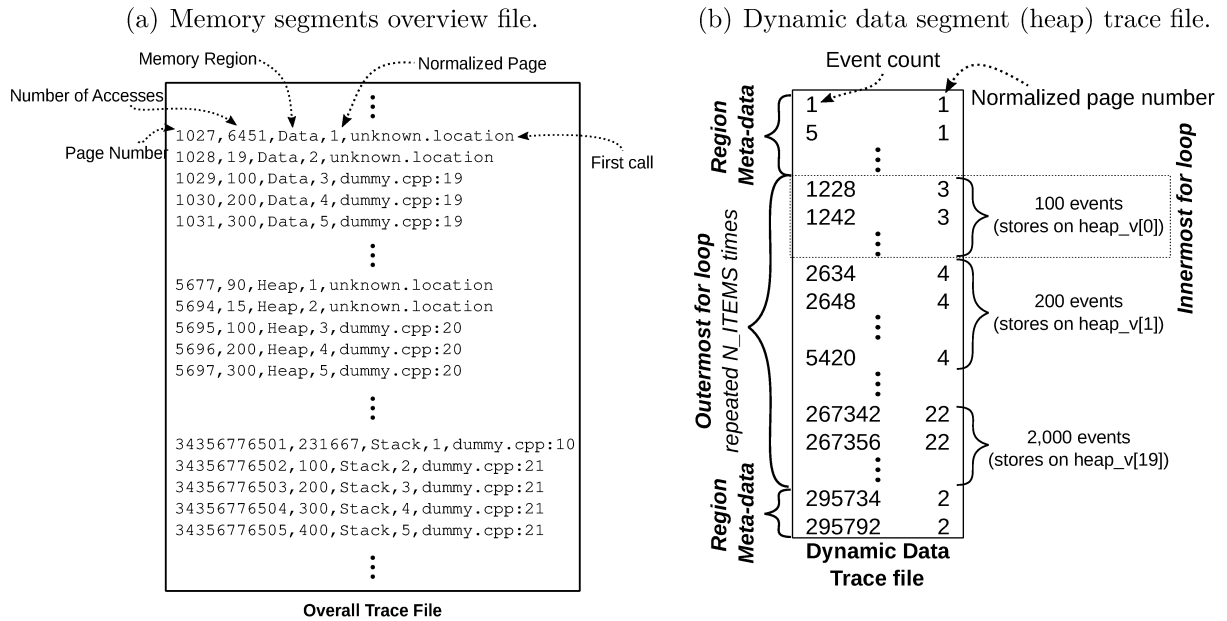 (a) Memory segments overview file.
Memory Region
Normalized Page
Number of Accesses
Page Number
First call
1027,6451,Data,1,unknown.location
1028,19,Data,2,unknown.location
1029,100,Data,3,dummy.cpp:19
1030,200,Data,4,dummy.cpp:19
1031,300,Data,5,dummy.cpp:19
5677,90,Heap,1,unknown.location
5694,15,Heap,2,unknown.location
5695,100,Heap,3,dummy.cpp:20
5696,200,Heap,4,dummy.cpp:20
5697,300,Heap,5,dummy.cpp:20
34356776501,231667,Stack,1,dummy.cpp:10
34356776502,100,Stack,2,dummy.cpp:21
34356776503,200,Stack,3,dummy.cpp:21
34356776504,300,Stack,4,dummy.cpp:21
34356776505,400,Stack,5,dummy.cpp:21
Overall Trace File
(b) Dynamic data segment (heap) trace file.
Event count
Normalized page number
Region
Meta-data
1 1
5 1
Outermost for loop
repeated N_ITEMS times
1228 3
1242 3
100 events
(stores on heap_v[0])
Innermost for loop
2634 4
2648 4
5420 4
200 events
(stores on heap_v[1])
267342 22
267356 22
2,000 events
(stores on heap_v[19])
Region
Meta-data
295734 2
295792 2
Dynamic Data
Trace file